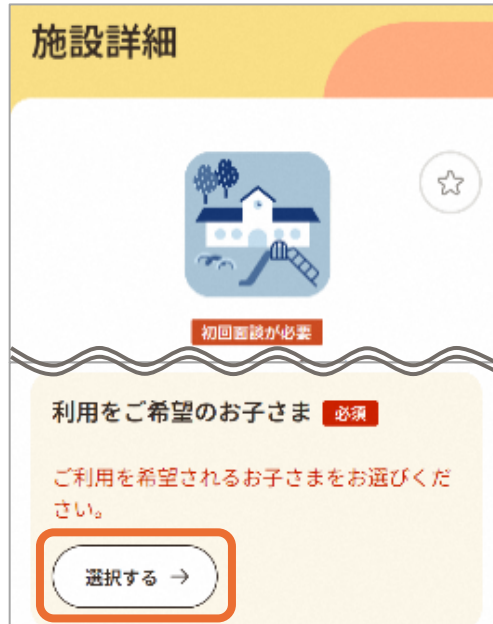 施設詳細
初回面談が必要
利用をご希望のお子さま 必須
ご利用を希望されるお子さまをお選びくだ
さい。
選択する →